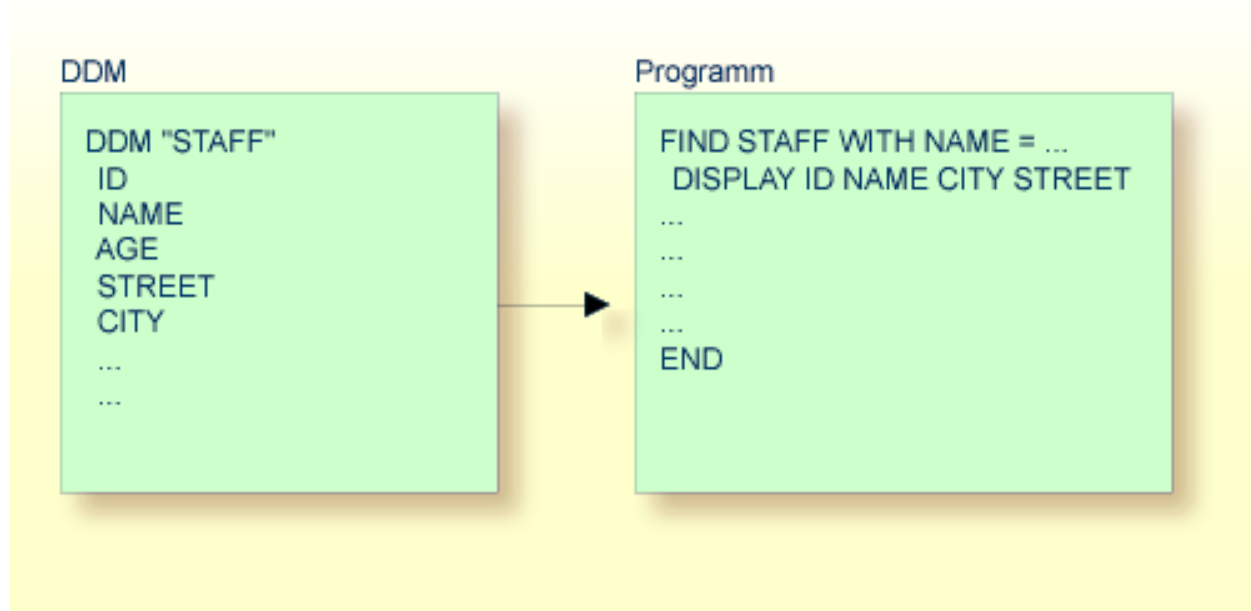 DDM
DDM "STAFF"
ID
NAME
AGE
STREET
CITY
...
...
Programm
FIND STAFF WITH NAME = ...
DISPLAY ID NAME CITY STREET
...
...
...
...
END